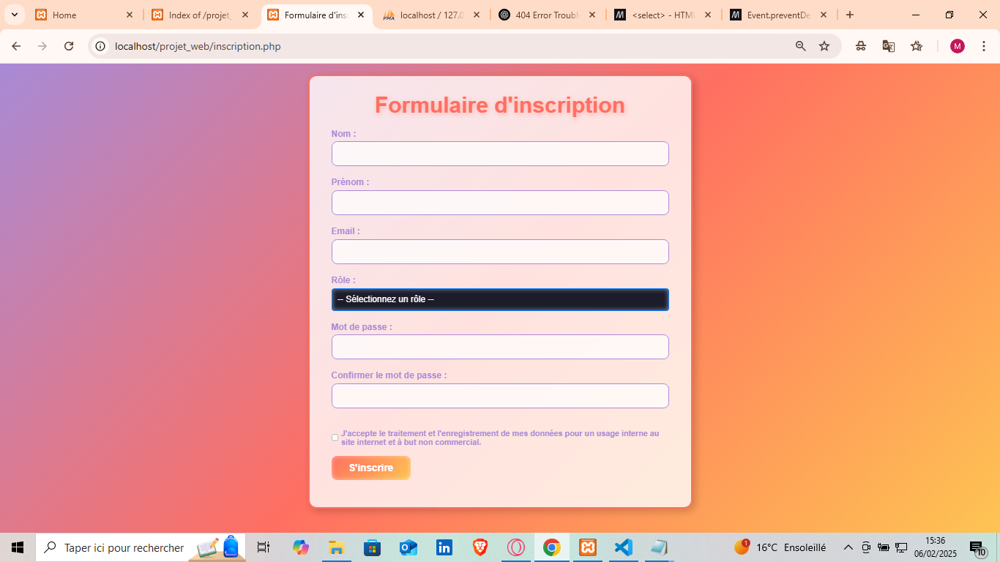 Home
Index of /projet_
Formulaire d'ins
localhost / 127.0
404 Error Troub
<select> - HTM
Event.preventDe
localhost/projet_web/inscription.php
M
Formulaire d'inscription
Nom :
Prénom :
Email :
Rôle :
-- Sélectionnez un rôle --
Mot de passe :
Confirmer le mot de passe :
J'accepte le traitement et l'enregistrement de mes données pour un usage interne au
site internet et à but non commercial.
S'inscrire
Taper ici pour rechercher
1
16°C Ensoleillé
15:36
06/02/2025
10